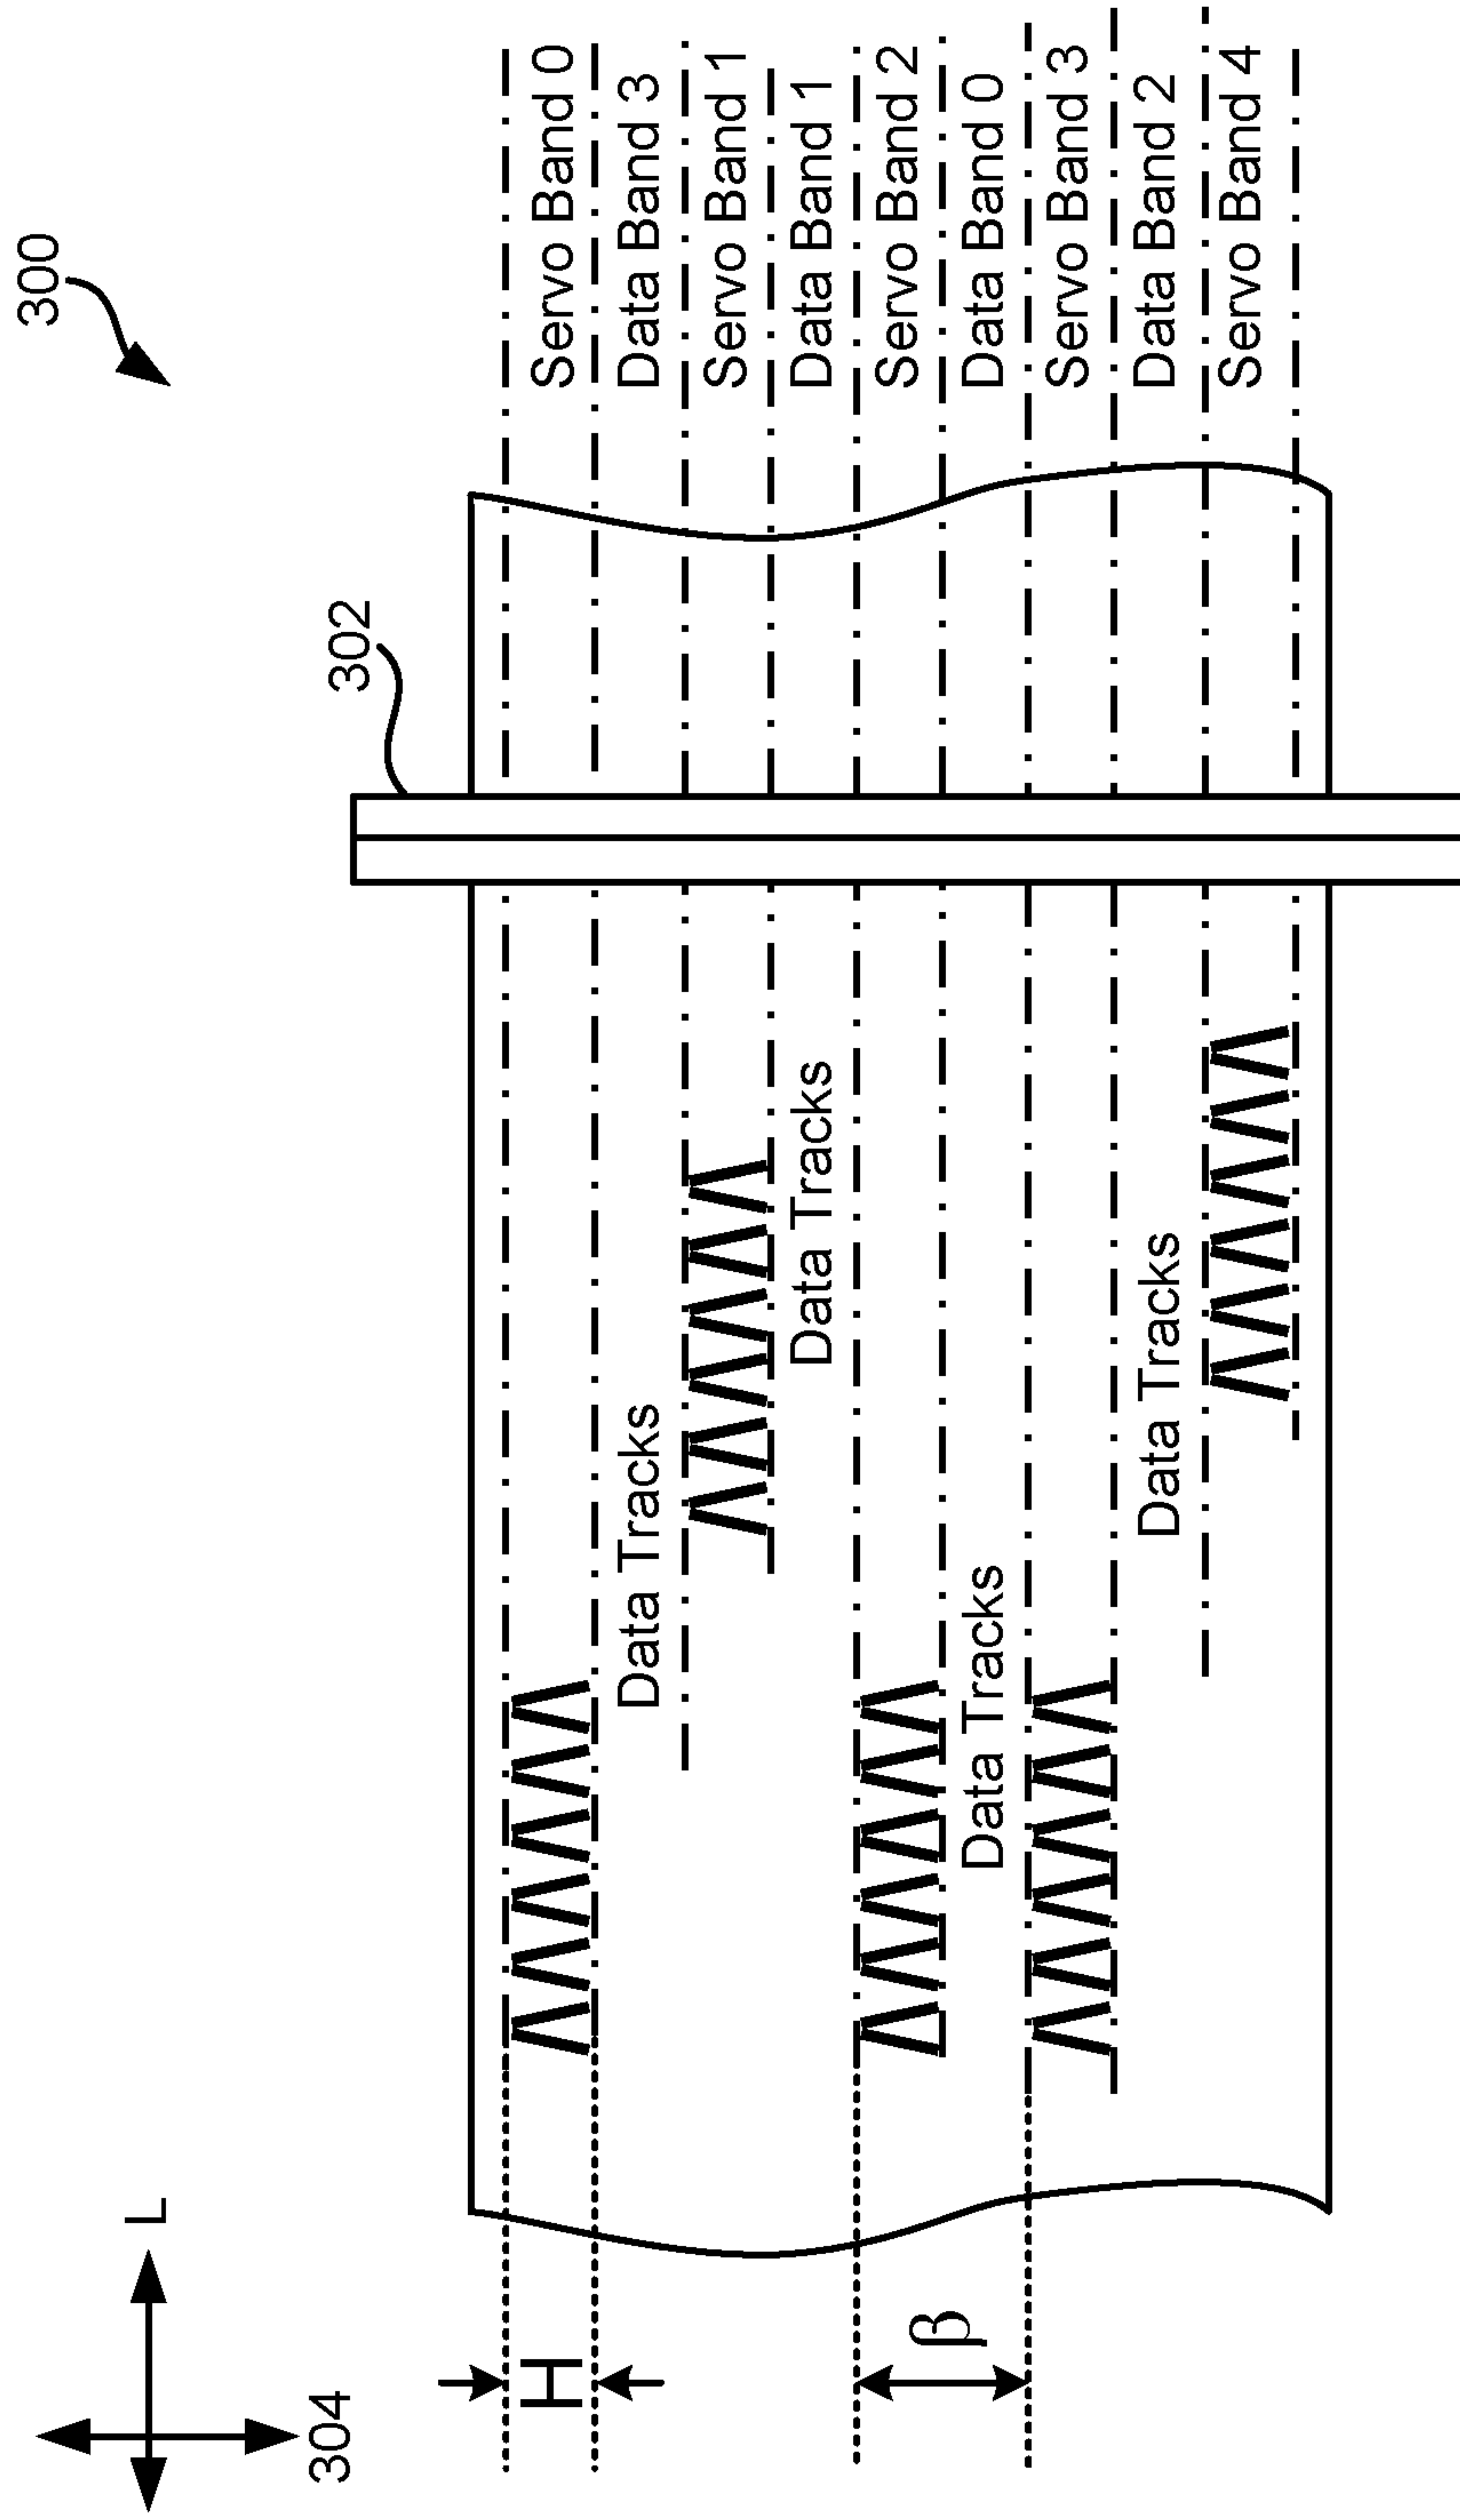 300
302
304
L
H
β
Servo Band 0
Data Band 3
Servo Band 1
Data Band 1
Servo Band 2
Data Band 0
Servo Band 3
Data Band 2
Servo Band 4
Data Tracks
Data Tracks
Data Tracks
Data Tracks